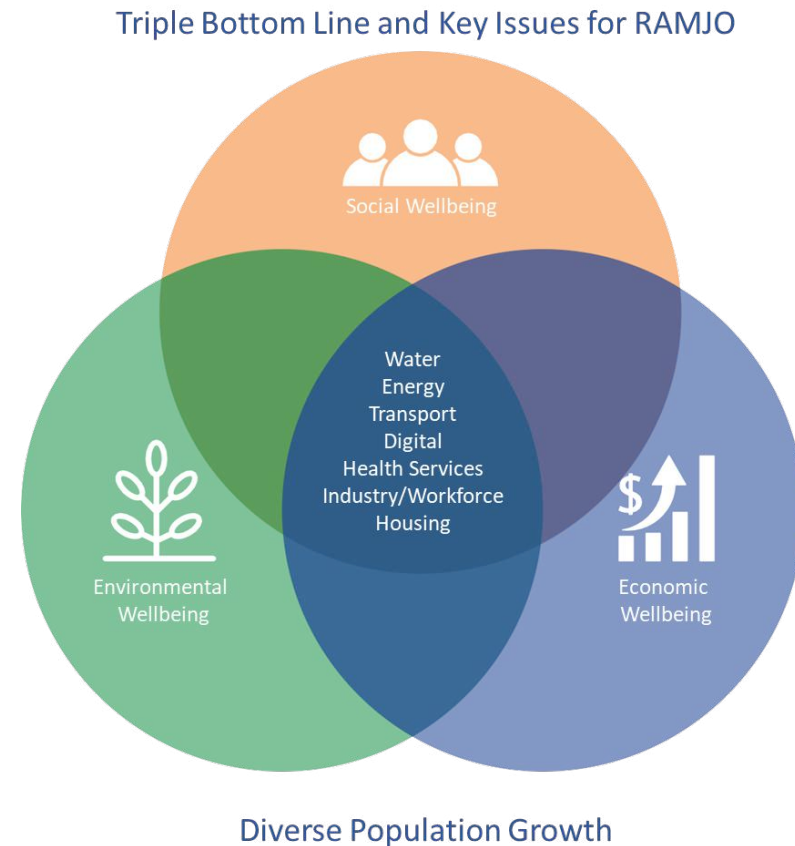 Triple Bottom Line and Key Issues for RAMJO
Social Wellbeing
Water
Energy
Transport
Digital
Health Services
Industry/Workforce
Housing
$
Environmental
Wellbeing
Economic
Wellbeing
Diverse Population Growth